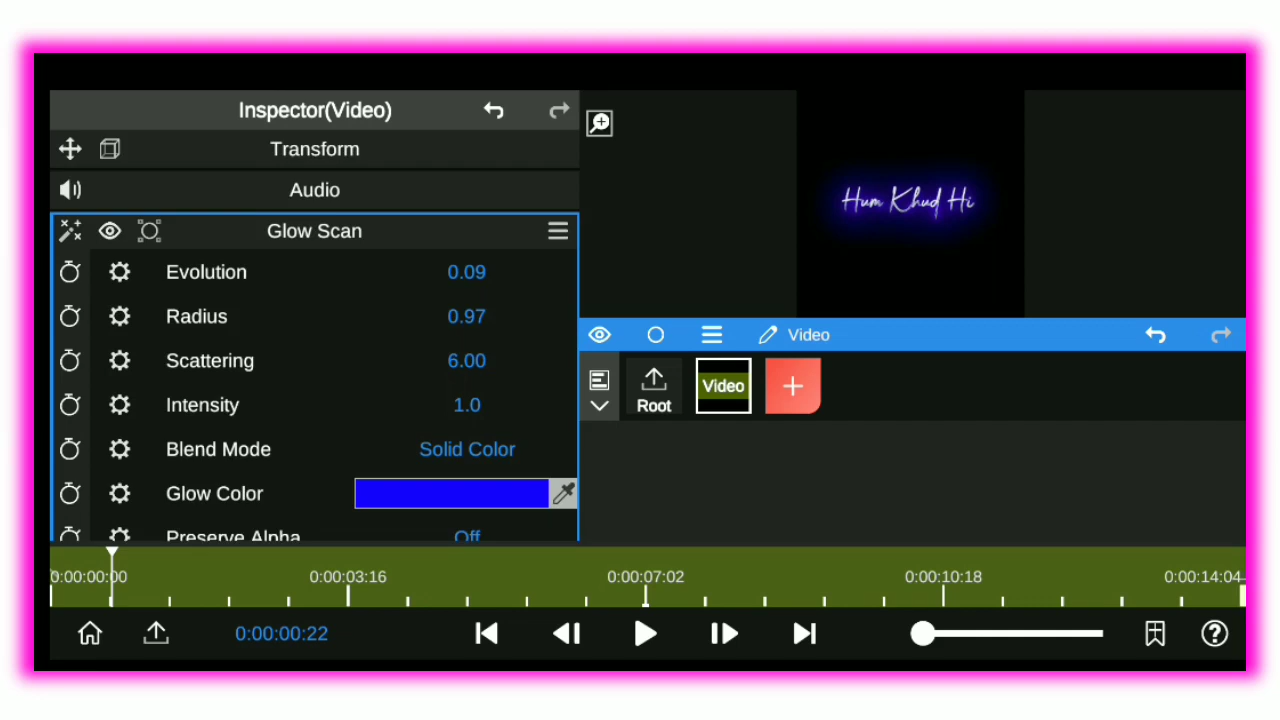 Inspector(Video)
Transform
Audio
Glow Scan
Evolution 0.09
Radius 0.97
Scattering 6.00
Intensity 1.0
Blend Mode Solid Color
Glow Color
Preserve Alpha Off
Hum Khud Hi
Video
Root Video
0:00:00:00 0:00:03:16 0:00:07:02 0:00:10:18 0:00:14:04
0:00:00:22